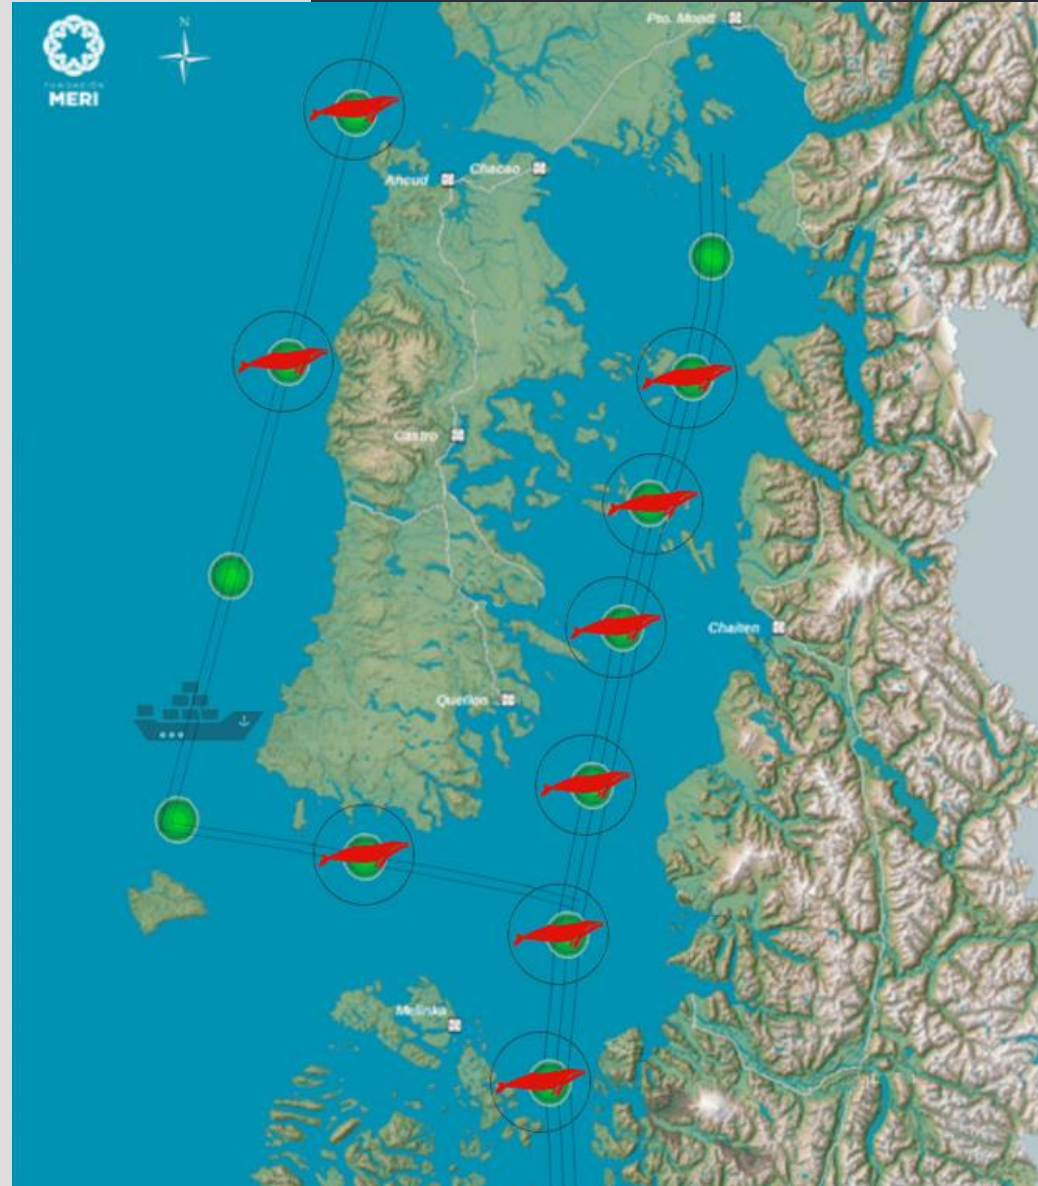 N
FUNDACIÓN
MERI
Pto. Montt
Ancud
Chacao
Castro
Chaiten
Quellon
Melinka